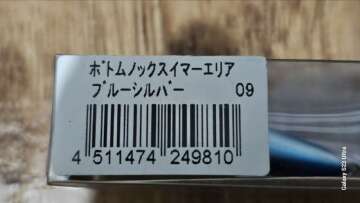 ﾎﾞﾄﾑﾉｯｸｽｲﾏｰｴﾘｱ
ﾌﾞﾙｰｼﾙﾊﾞｰ 09
4 511474 249810
Galaxy S23 Ultra